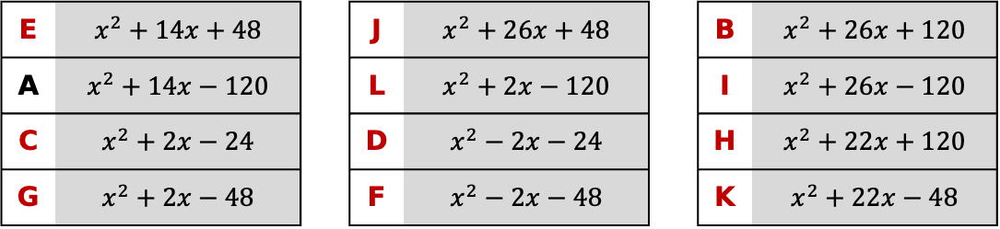 E x² + 14x + 48
A x² + 14x − 120
C x² + 2x − 24
G x² + 2x − 48
J x² + 26x + 48
L x² + 2x − 120
D x² − 2x − 24
F x² − 2x − 48
B x² + 26x + 120
I x² + 26x − 120
H x² + 22x + 120
K x² + 22x − 48